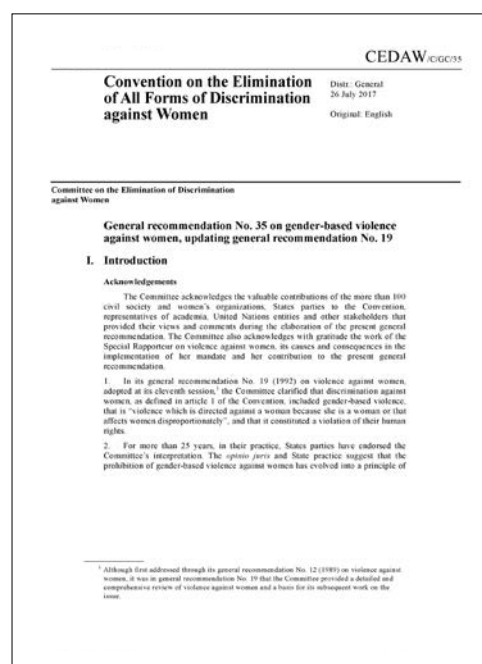 CEDAW/C/GC/35
Convention on the Elimination
of All Forms of Discrimination
against Women
Distr.: General
26 July 2017
Original: English
Committee on the Elimination of Discrimination
against Women
General recommendation No. 35 on gender-based violence
against women, updating general recommendation No. 19
I. Introduction
Acknowledgements
The Committee acknowledges the valuable contributions of the more than 100
civil society and women's organizations, States parties to the Convention,
representatives of academia, United Nations entities and other stakeholders that
provided their views and comments during the elaboration of the present general
recommendation. The Committee also acknowledges with gratitude the work of the
Special Rapporteur on violence against women, its causes and consequences in the
implementation of her mandate and her contribution to the present general
recommendation.
1. In its general recommendation No. 19 (1992) on violence against women,
adopted at its eleventh session,¹ the Committee clarified that discrimination against
women, as defined in article 1 of the Convention, included gender-based violence,
that is "violence which is directed against a woman because she is a woman or that
affects women disproportionately", and that it constituted a violation of their human
rights.
2. For more than 25 years, in their practice, States parties have endorsed the
Committee's interpretation. The opinio juris and State practice suggest that the
prohibition of gender-based violence against women has evolved into a principle of
¹ Although first addressed through its general recommendation No. 12 (1989) on violence against
women, it was in general recommendation No. 19 that the Committee provided a detailed and
comprehensive review of violence against women and a basis for its subsequent work on the
issue.